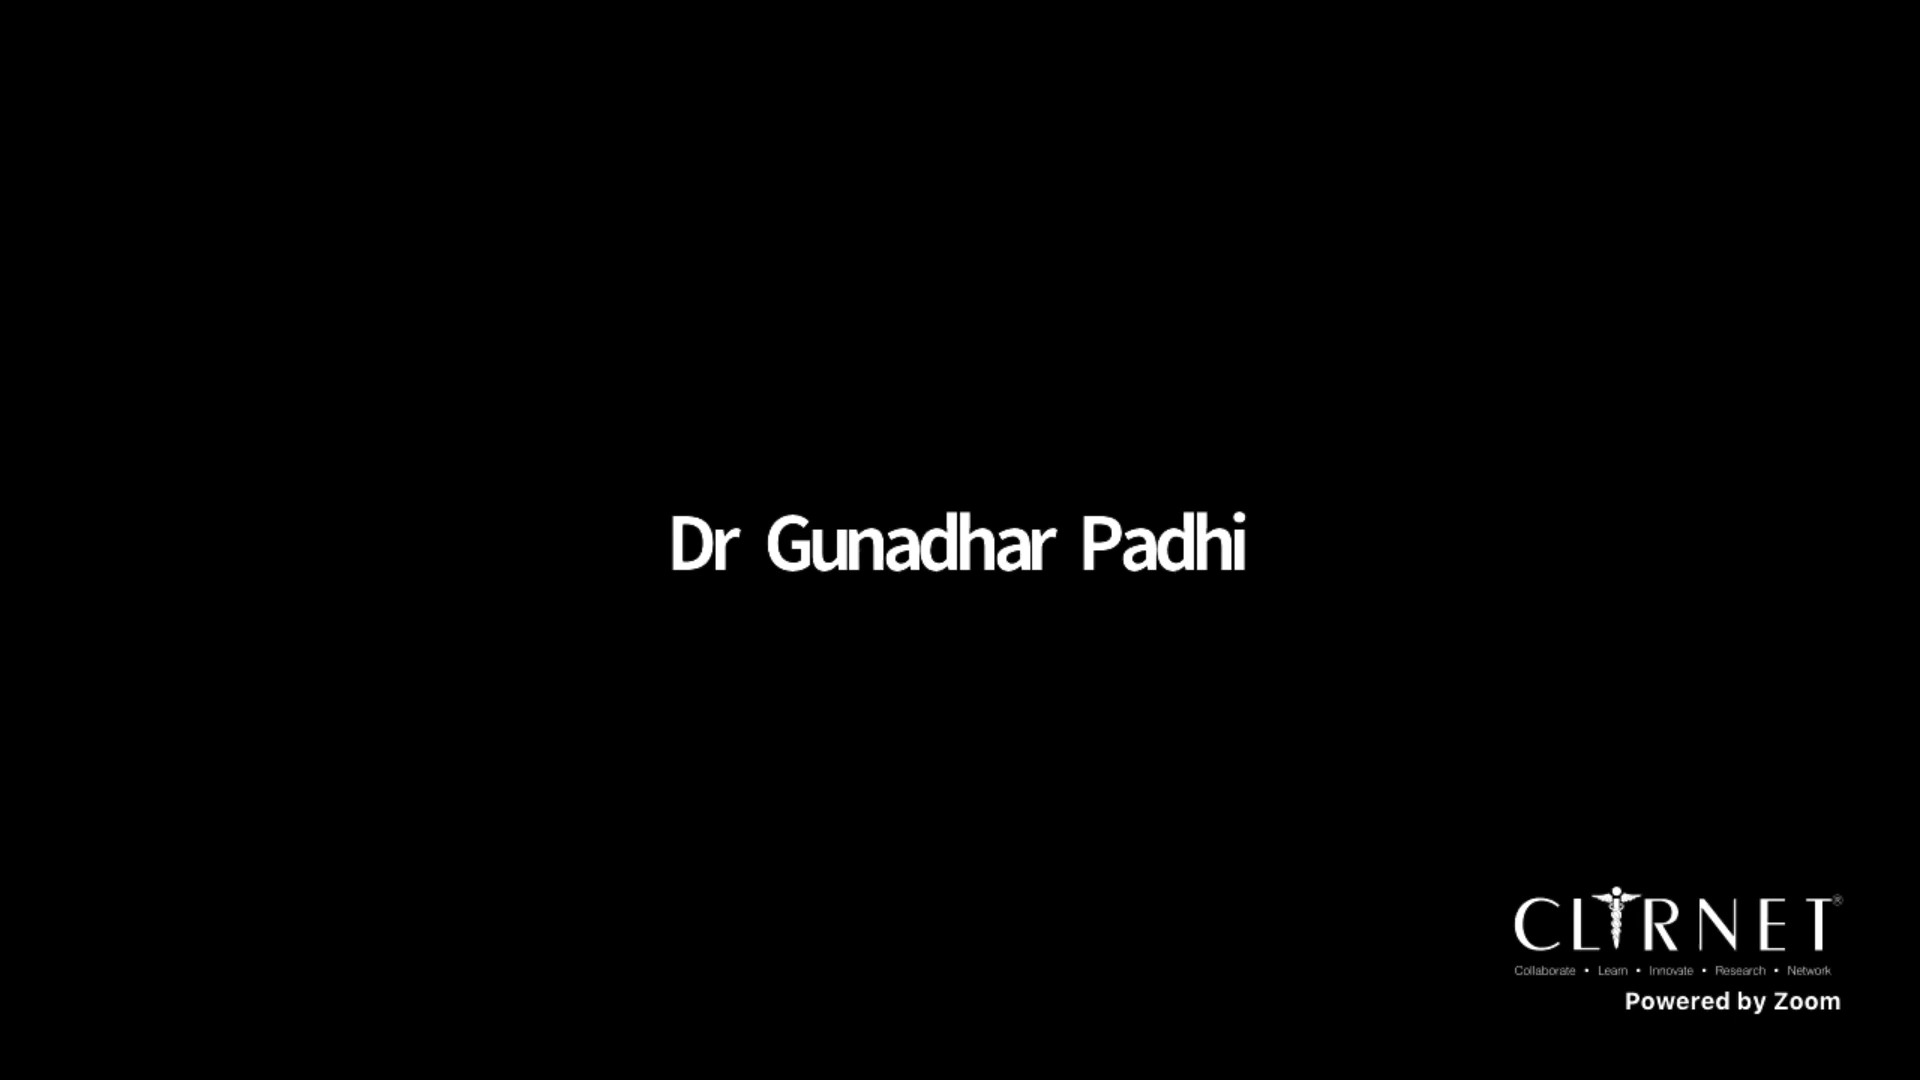 Dr Gunadhar Padhi
CLIRNET®
Collaborate • Learn • Innovate • Research • Network
Powered by Zoom